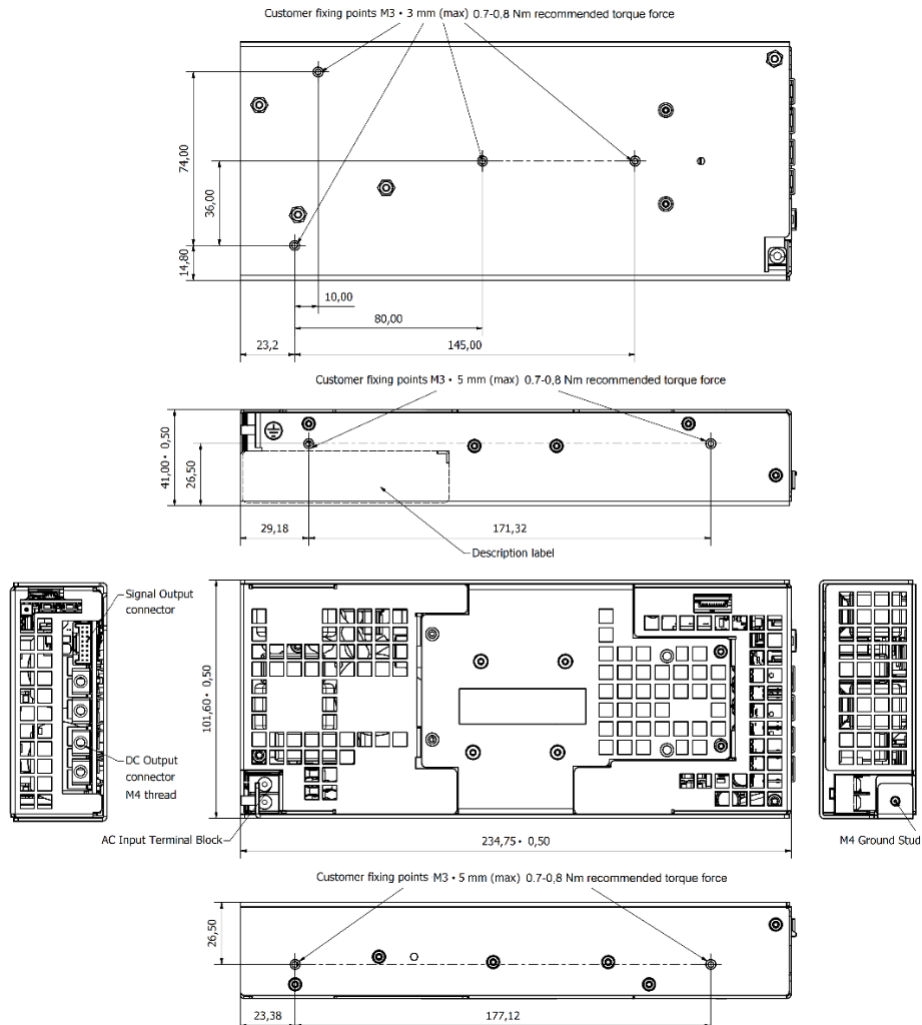 Customer fixing points M3 • 3 mm (max) 0.7-0,8 Nm recommended torque force
74,00
36,00
14,80
10,00
80,00
23,2
145,00
Customer fixing points M3 • 5 mm (max) 0.7-0,8 Nm recommended torque force
41,00 • 0,50
26,50
29,18
171,32
Description label
Signal Output
connector
101,60 • 0,50
DC Output
connector
M4 thread
AC Input Terminal Block
234,75 • 0,50
M4 Ground Stud
Customer fixing points M3 • 5 mm (max) 0.7-0,8 Nm recommended torque force
26,50
23,38
177,12